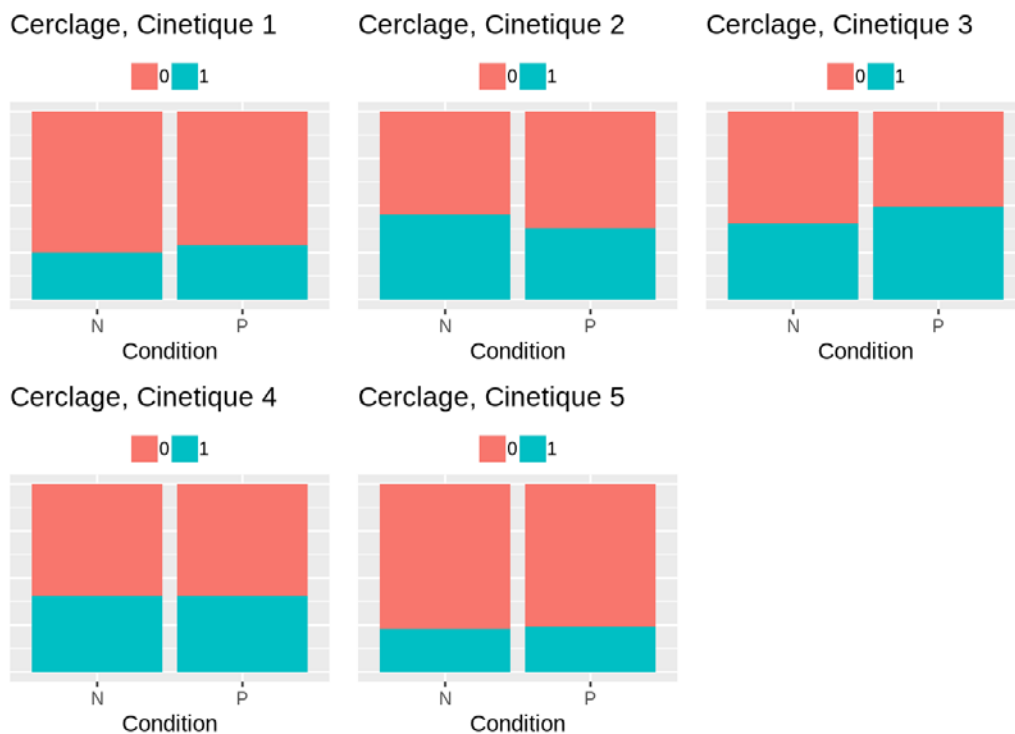 Cerclage, Cinetique 1
0 1
N P
Condition
Cerclage, Cinetique 2
0 1
N P
Condition
Cerclage, Cinetique 3
0 1
N P
Condition
Cerclage, Cinetique 4
0 1
N P
Condition
Cerclage, Cinetique 5
0 1
N P
Condition